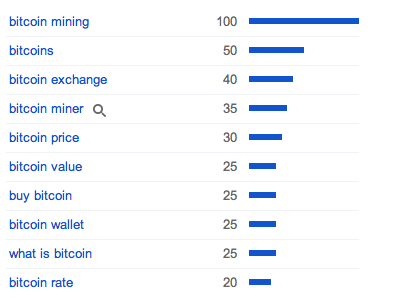 bitcoin mining 100
bitcoins 50
bitcoin exchange 40
bitcoin miner 35
bitcoin price 30
bitcoin value 25
buy bitcoin 25
bitcoin wallet 25
what is bitcoin 25
bitcoin rate 20